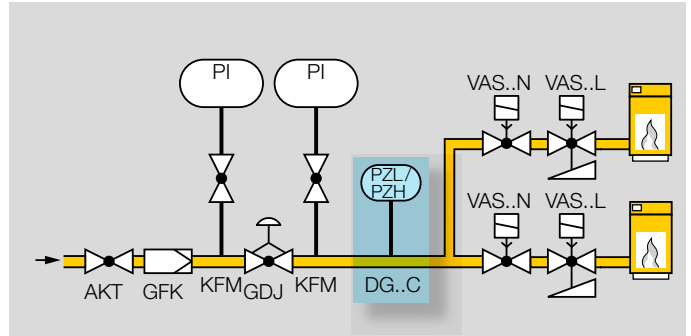 PI PI
VAS..N VAS..L
PZL/
PZH
VAS..N VAS..L
AKT GFK KFM GDJ KFM DG..C